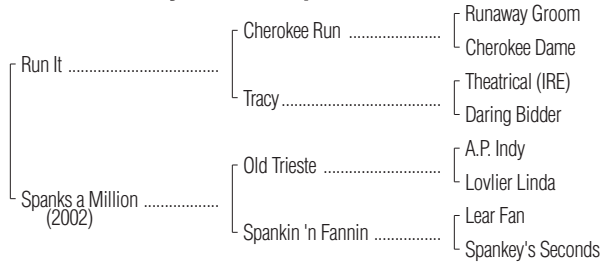 Runaway Groom
Cherokee Run ....................
Cherokee Dame
Run It .................................
Theatrical (IRE)
Tracy...................................
Daring Bidder
A.P. Indy
Old Trieste ..........................
Lovlier Linda
Spanks a Million .................
(2002)
Lear Fan
Spankin 'n Fannin ...............
Spankey's Seconds